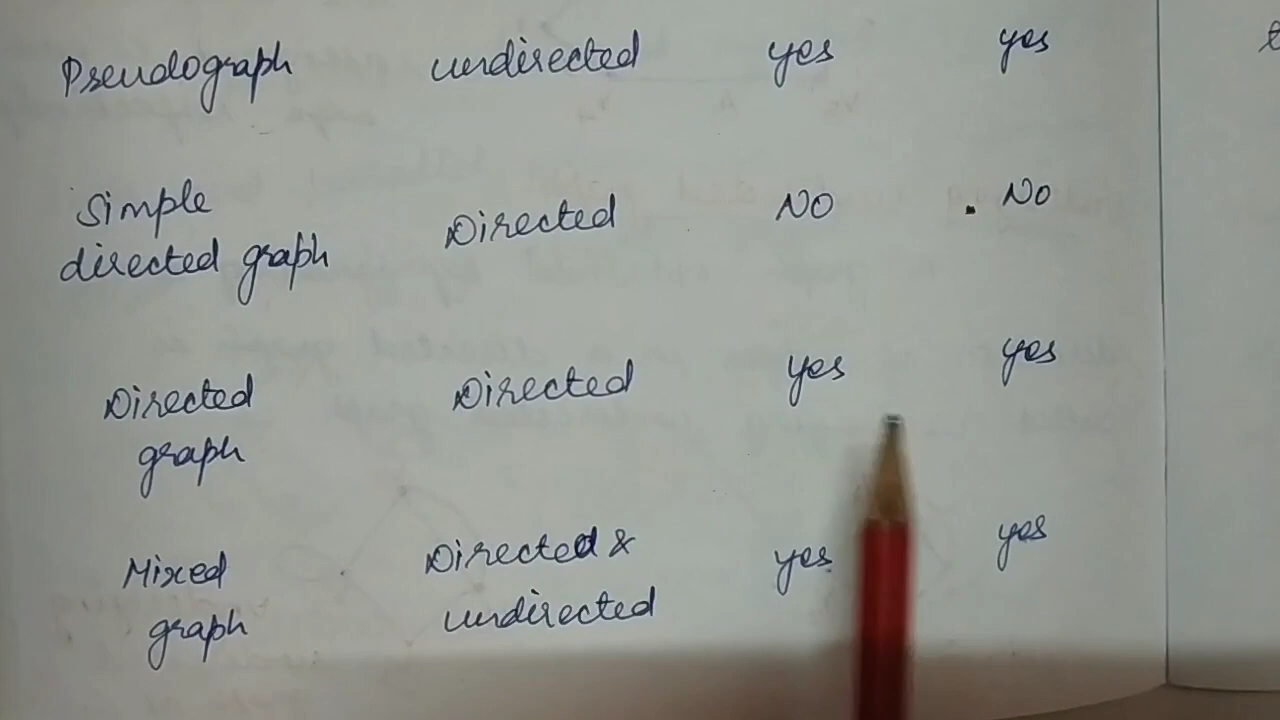 Pseudograph undirected yes yes
Simple
directed graph Directed NO No
Directed
graph Directed yes yes
Mixed
graph Directed &
undirected yes yes